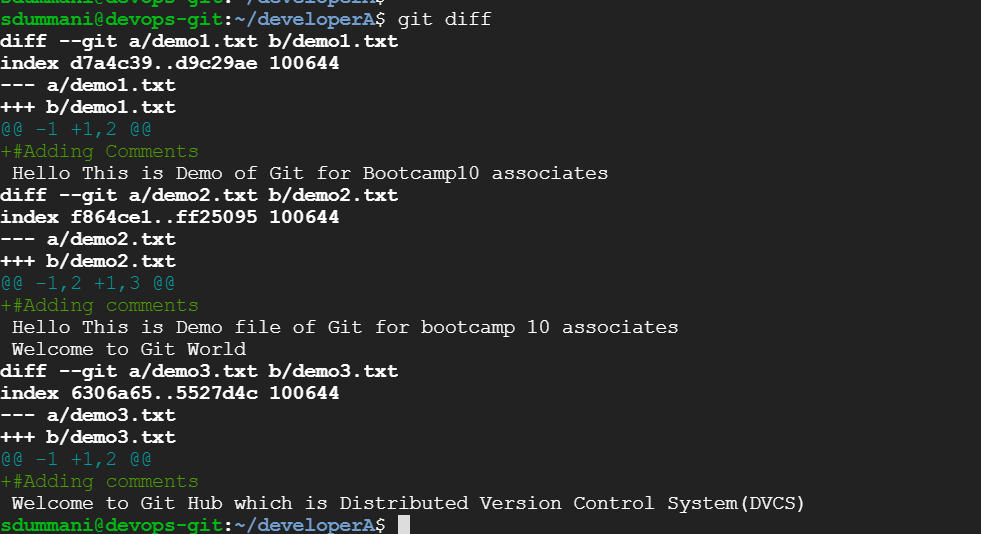 sdummani@devops-git:~/developerA$
sdummani@devops-git:~/developerA$ git diff
diff --git a/demo1.txt b/demo1.txt
index d7a4c39..d9c29ae 100644
--- a/demo1.txt
+++ b/demo1.txt
@@ -1 +1,2 @@
+#Adding Comments
 Hello This is Demo of Git for Bootcamp10 associates
diff --git a/demo2.txt b/demo2.txt
index f864ce1..ff25095 100644
--- a/demo2.txt
+++ b/demo2.txt
@@ -1,2 +1,3 @@
+#Adding comments
 Hello This is Demo file of Git for bootcamp 10 associates
 Welcome to Git World
diff --git a/demo3.txt b/demo3.txt
index 6306a65..5527d4c 100644
--- a/demo3.txt
+++ b/demo3.txt
@@ -1 +1,2 @@
+#Adding comments
 Welcome to Git Hub which is Distributed Version Control System(DVCS)
sdummani@devops-git:~/developerA$